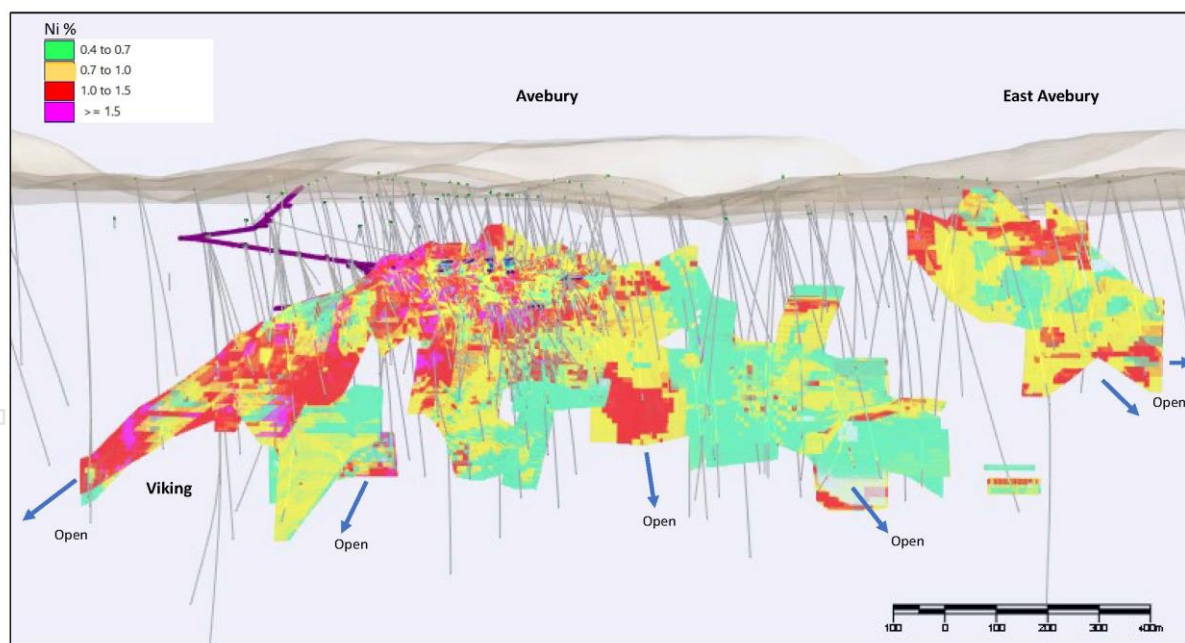 Ni %
0.4 to 0.7
0.7 to 1.0
1.0 to 1.5
>= 1.5
Avebury
East Avebury
Open
Viking
Open
Open
Open
Open
100 0 100 200 300 400m